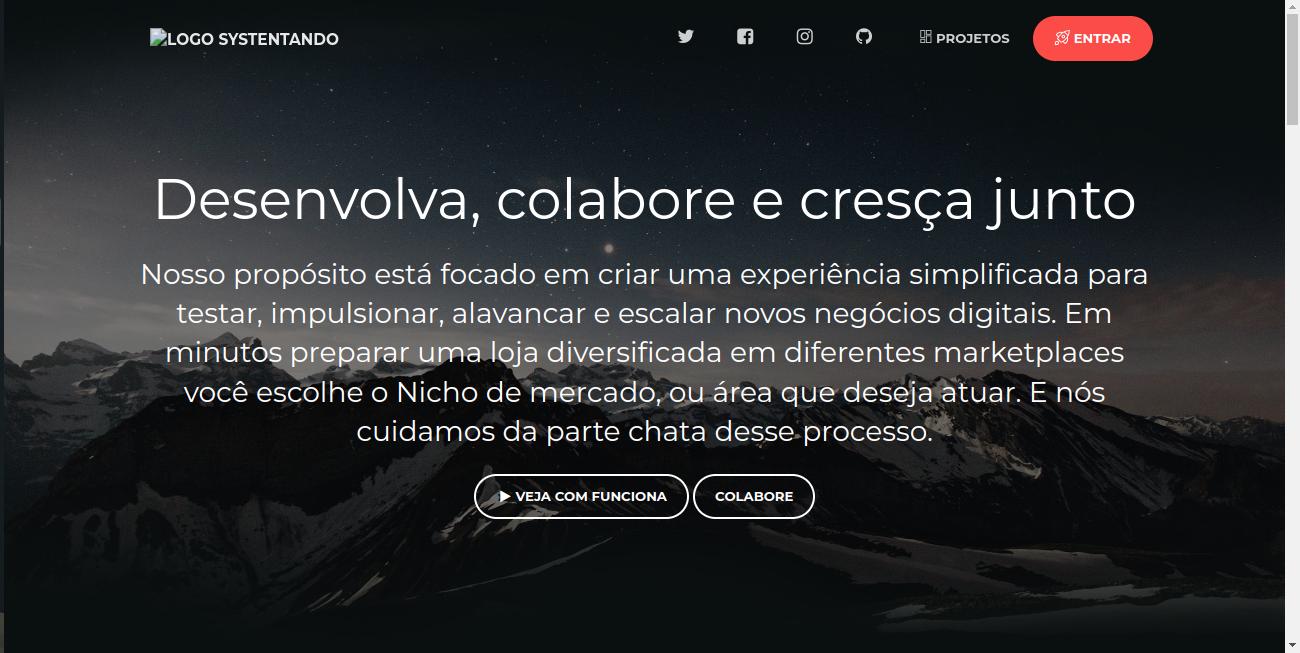 LOGO SYSTENTANDO
PROJETOS
ENTRAR
Desenvolva, colabore e cresça junto
Nosso propósito está focado em criar uma experiência simplificada para
testar, impulsionar, alavancar e escalar novos negócios digitais. Em
minutos preparar uma loja diversificada em diferentes marketplaces
você escolhe o Nicho de mercado, ou área que deseja atuar. E nós
cuidamos da parte chata desse processo.
VEJA COM FUNCIONA
COLABORE